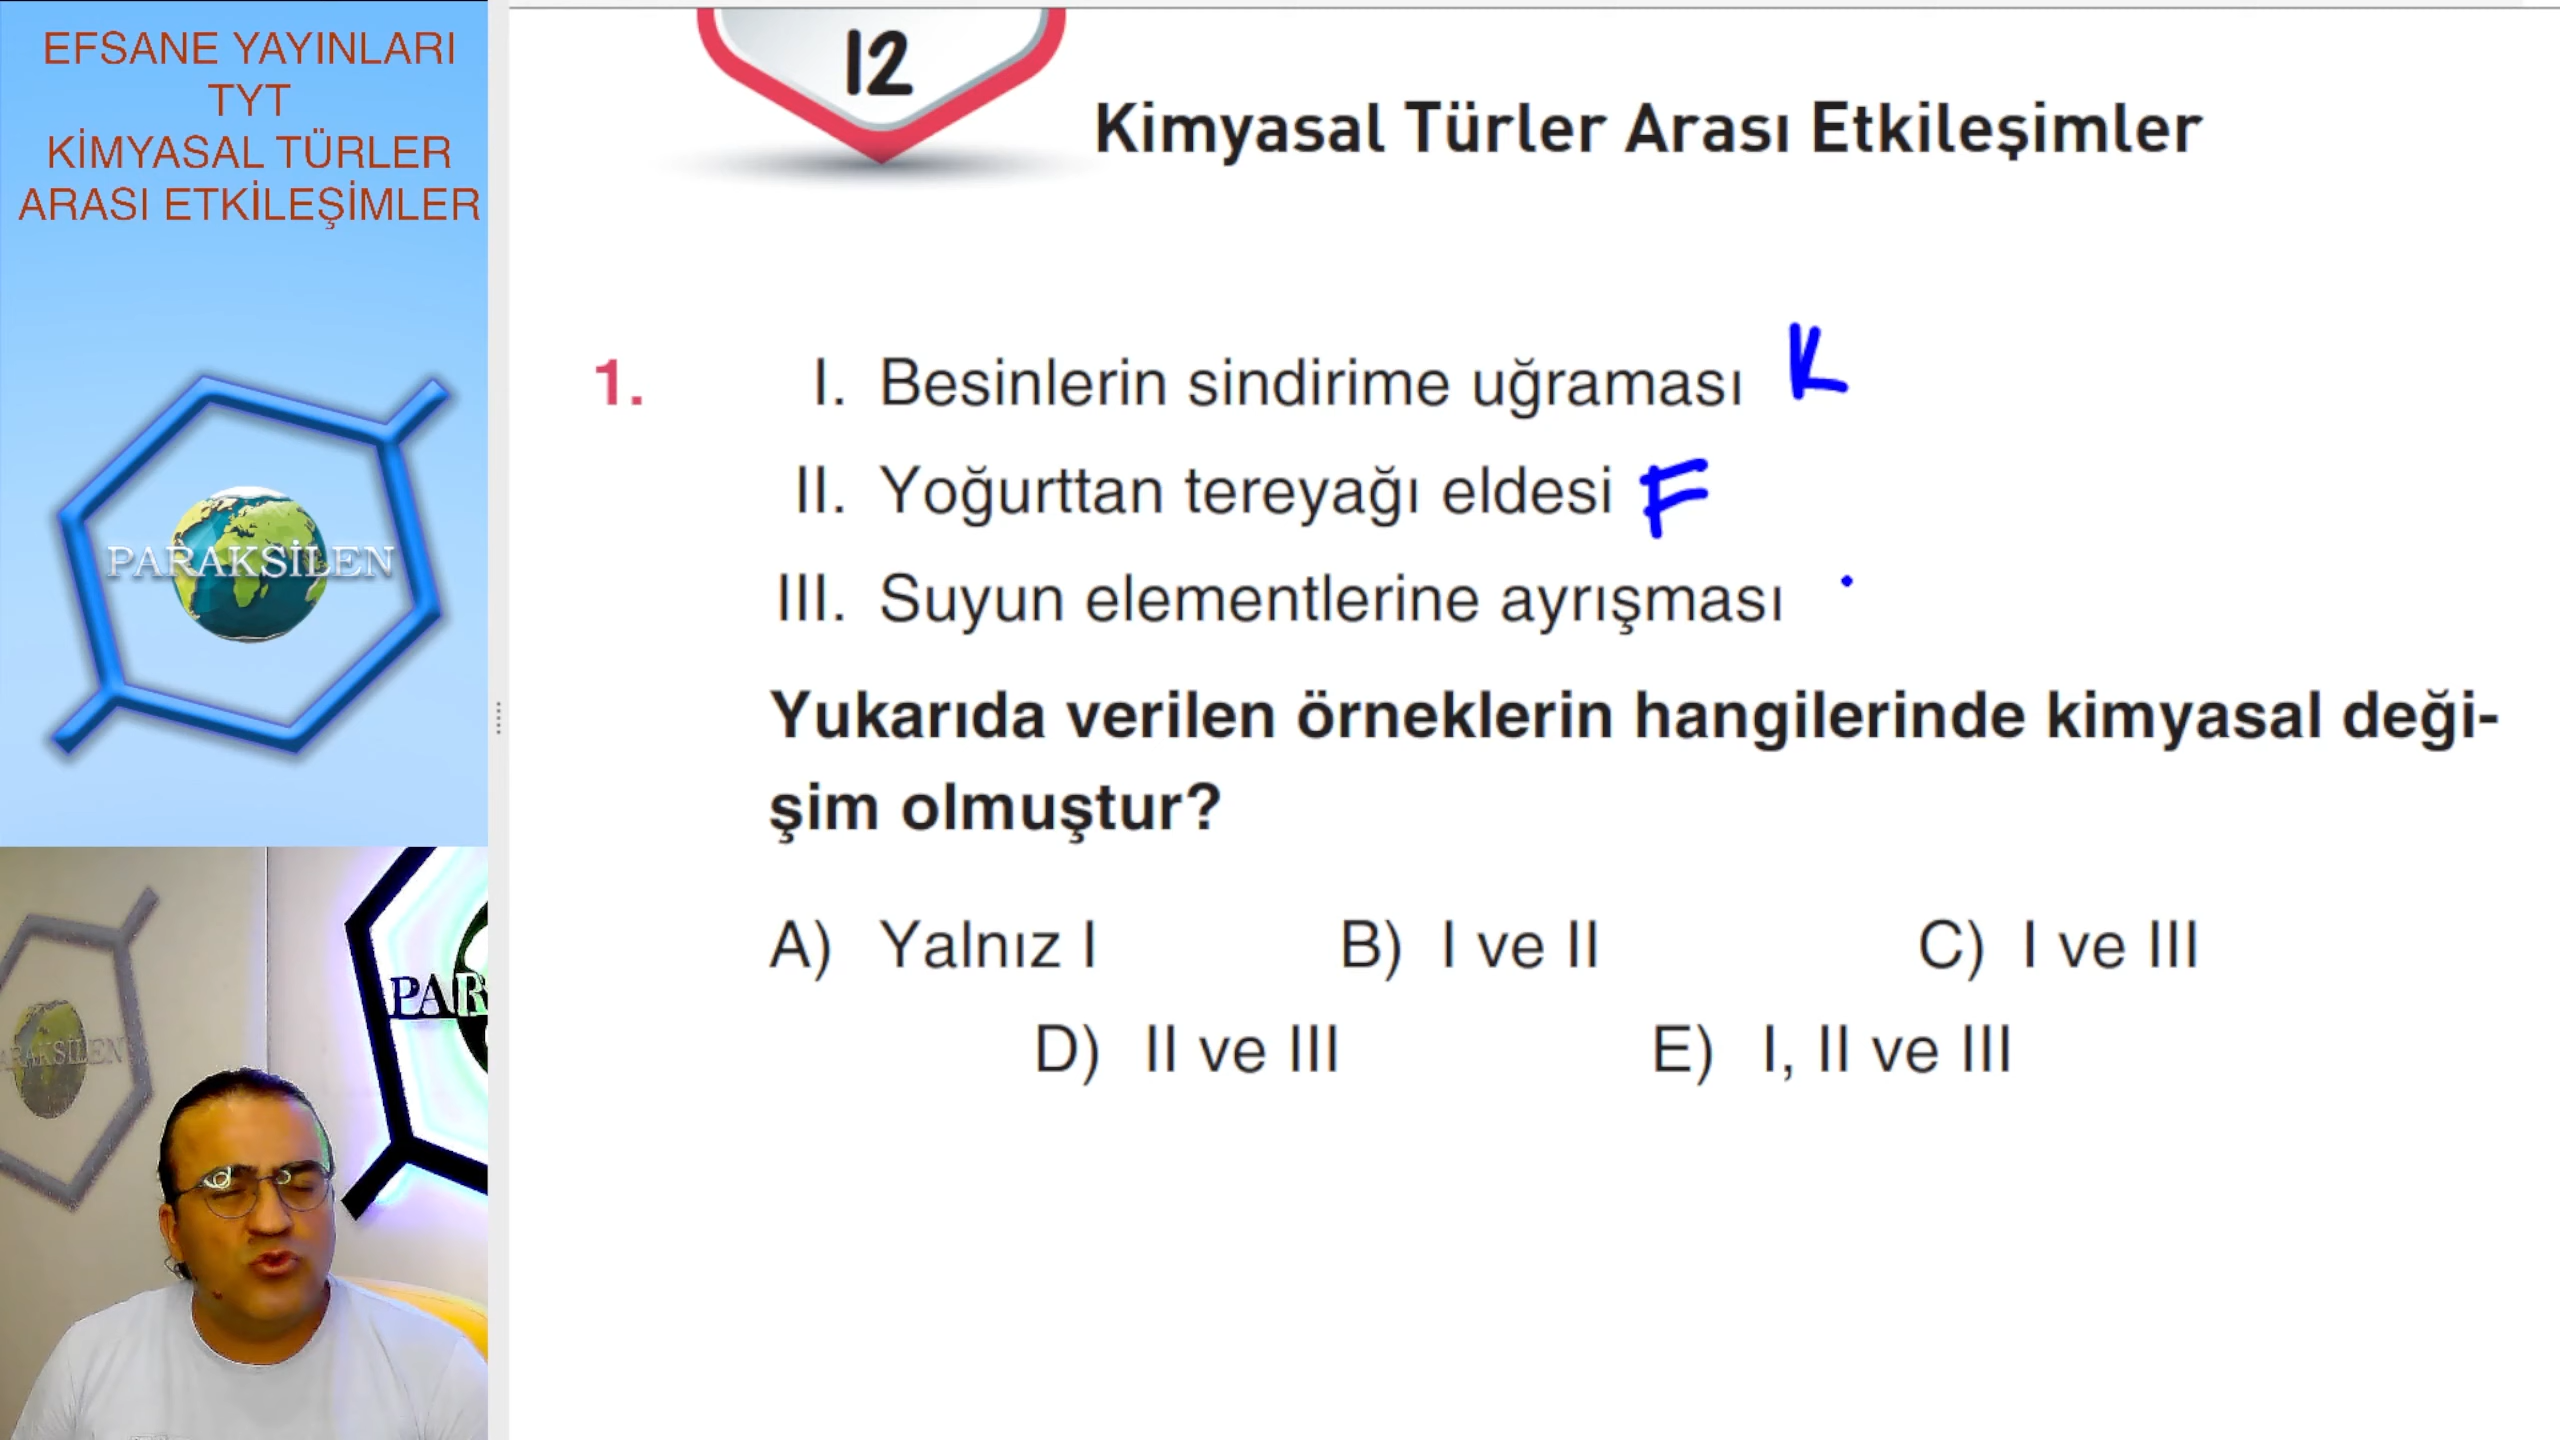 EFSANE YAYINLARI
TYT
KİMYASAL TÜRLER
ARASI ETKİLEŞİMLER
PARAKSİLEN
PAR
ARAKSILEN
12
Kimyasal Türler Arası Etkileşimler
1. I. Besinlerin sindirime uğraması K
II. Yoğurttan tereyağı eldesi F
III. Suyun elementlerine ayrışması
Yukarıda verilen örneklerin hangilerinde kimyasal deği-
şim olmuştur?
A) Yalnız I B) I ve II C) I ve III
D) II ve III E) I, II ve III